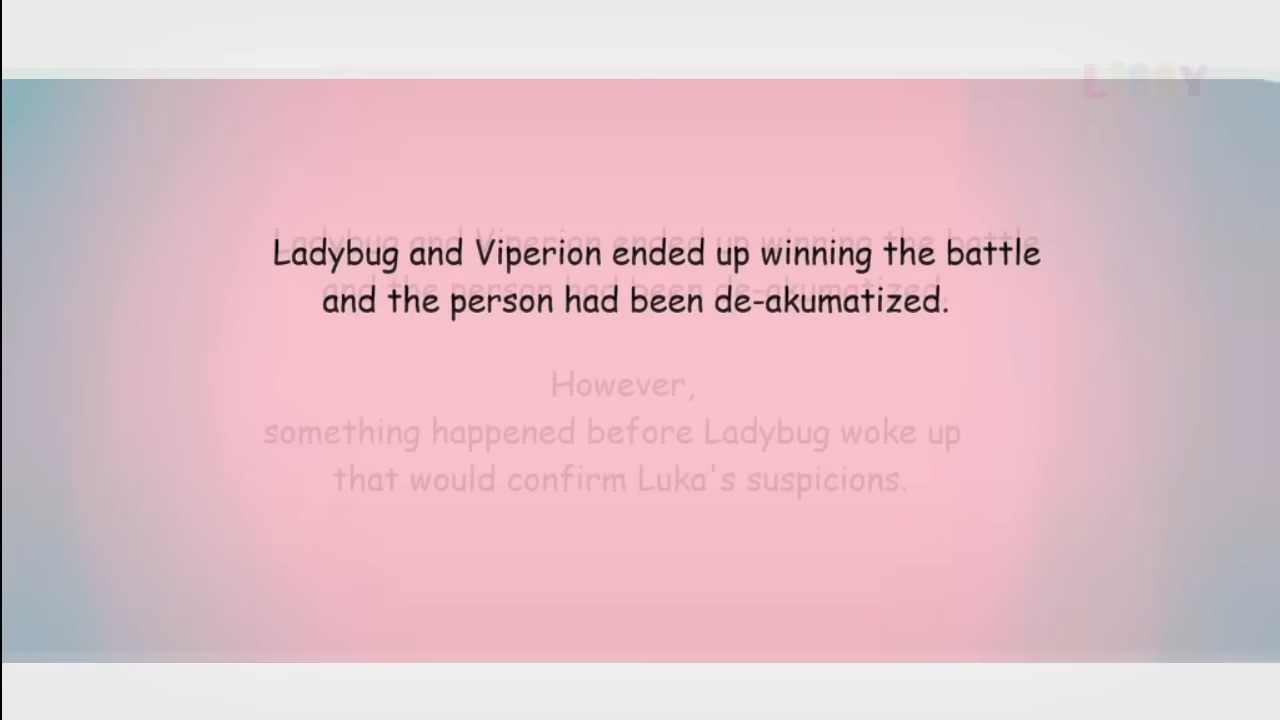 LIBBY
Ladybug and Viperion ended up winning the battle
and the person had been de-akumatized.
However,
something happened before Ladybug woke up
that would confirm Luka's suspicions.